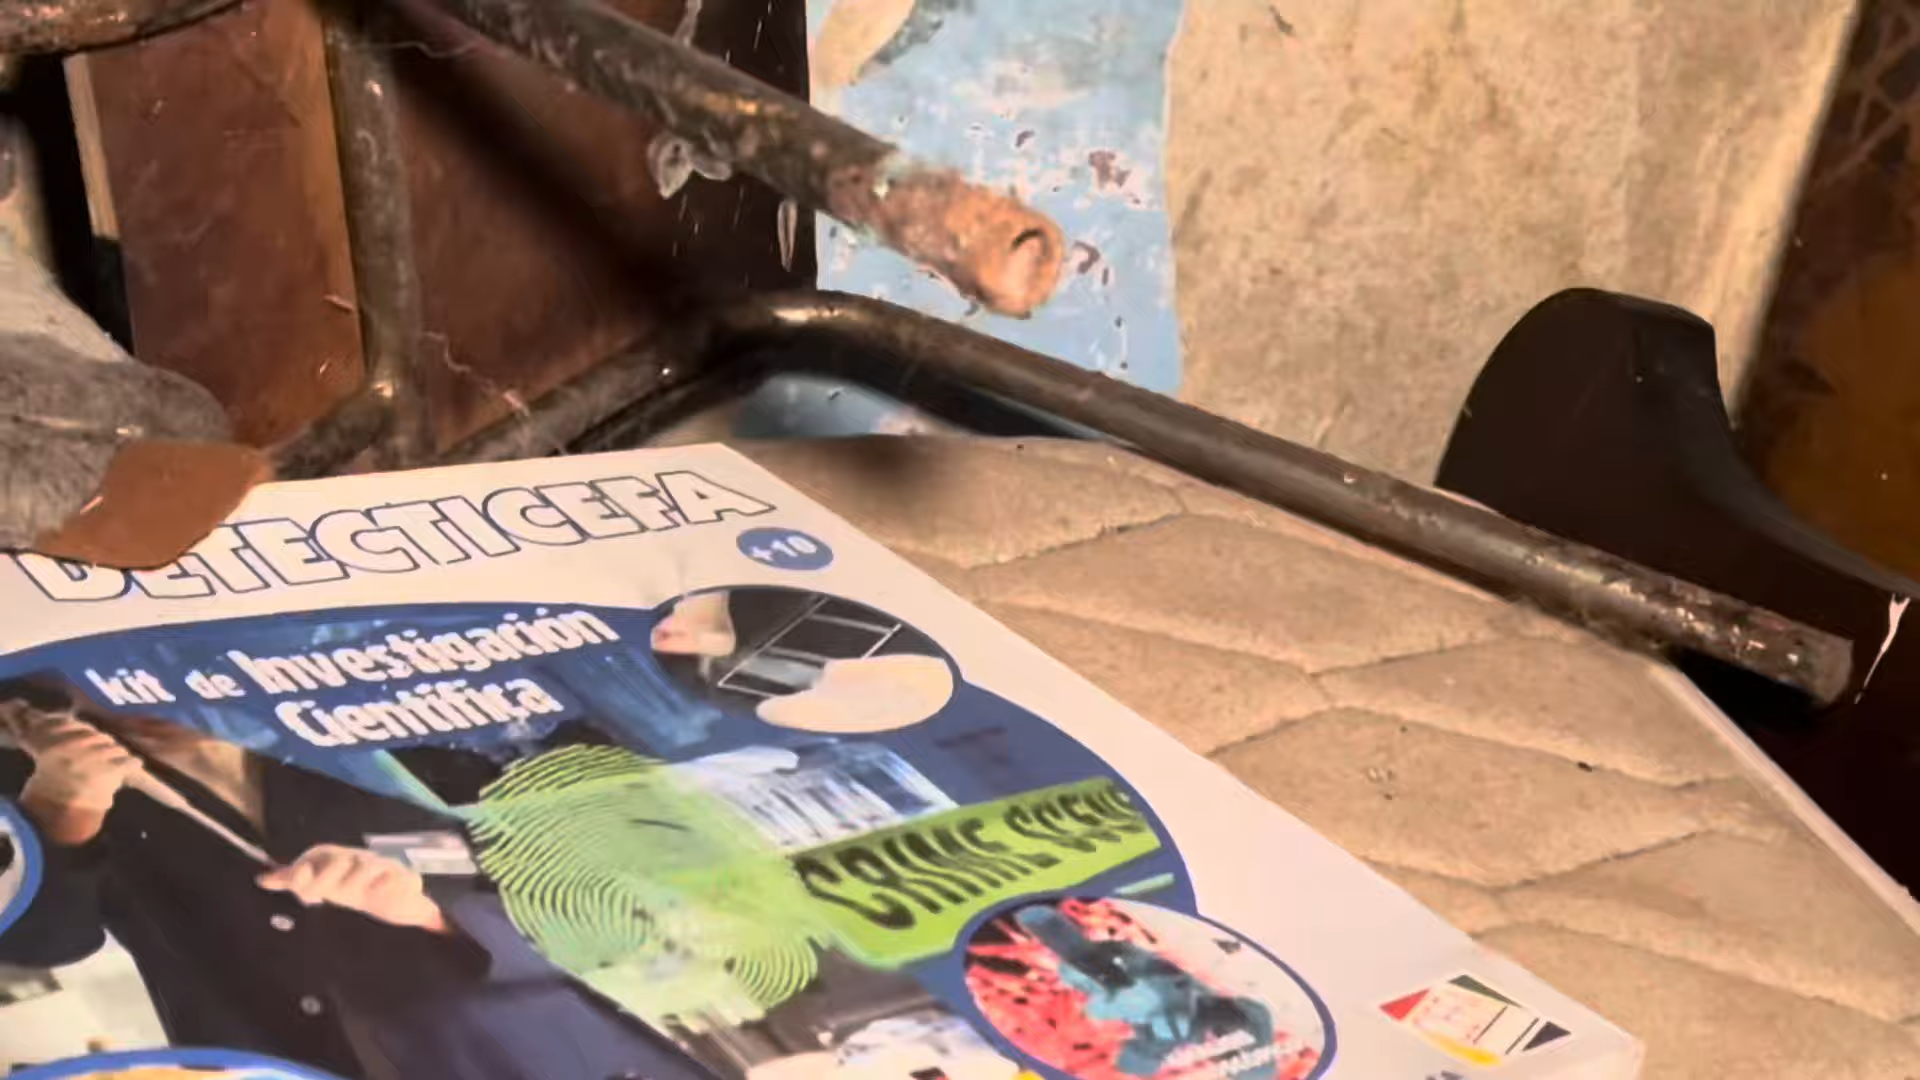 DETECTICEFA
+10
kit de Investigación
Científica
CRIME SCENE